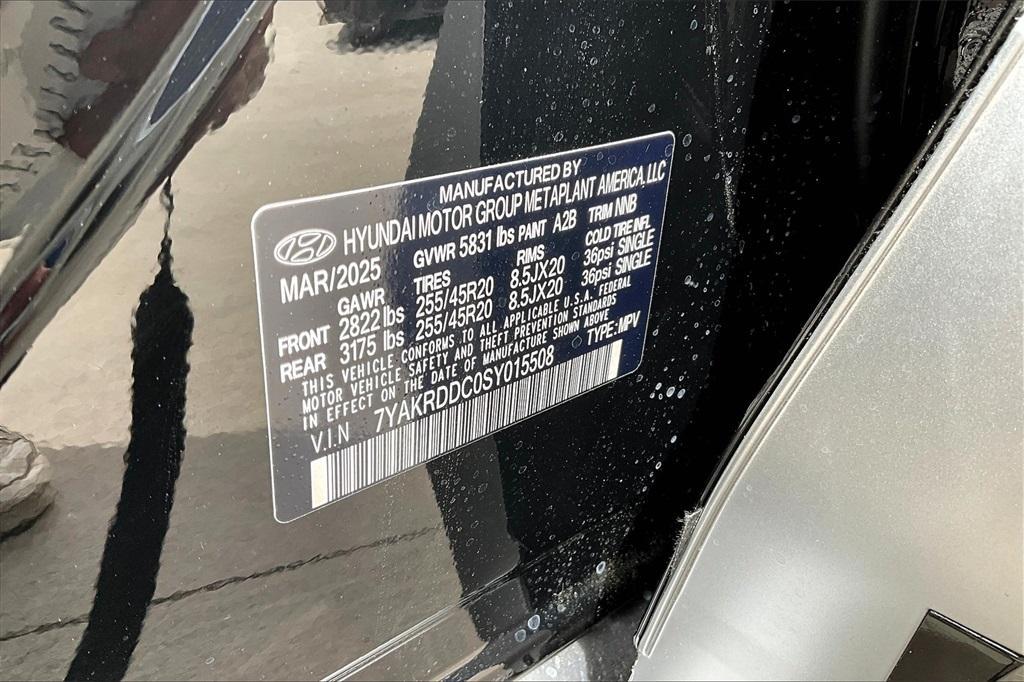 MANUFACTURED BY
HYUNDAI MOTOR GROUP METAPLANT AMERICA, LLC
MAR/2025 GVWR 5831 lbs PAINT A2B TRIM NNB
GAWR TIRES RIMS COLD TIRE INFL
FRONT 2822 lbs 255/45R20 8.5JX20 36psi SINGLE
REAR 3175 lbs 255/45R20 8.5JX20 36psi SINGLE
THIS VEHICLE CONFORMS TO ALL APPLICABLE U.S.A. FEDERAL
MOTOR VEHICLE SAFETY AND THEFT PREVENTION STANDARDS
IN EFFECT ON THE DATE OF MANUFACTURE SHOWN ABOVE
V.I.N 7YAKRDDC0SY015508 TYPE: MPV